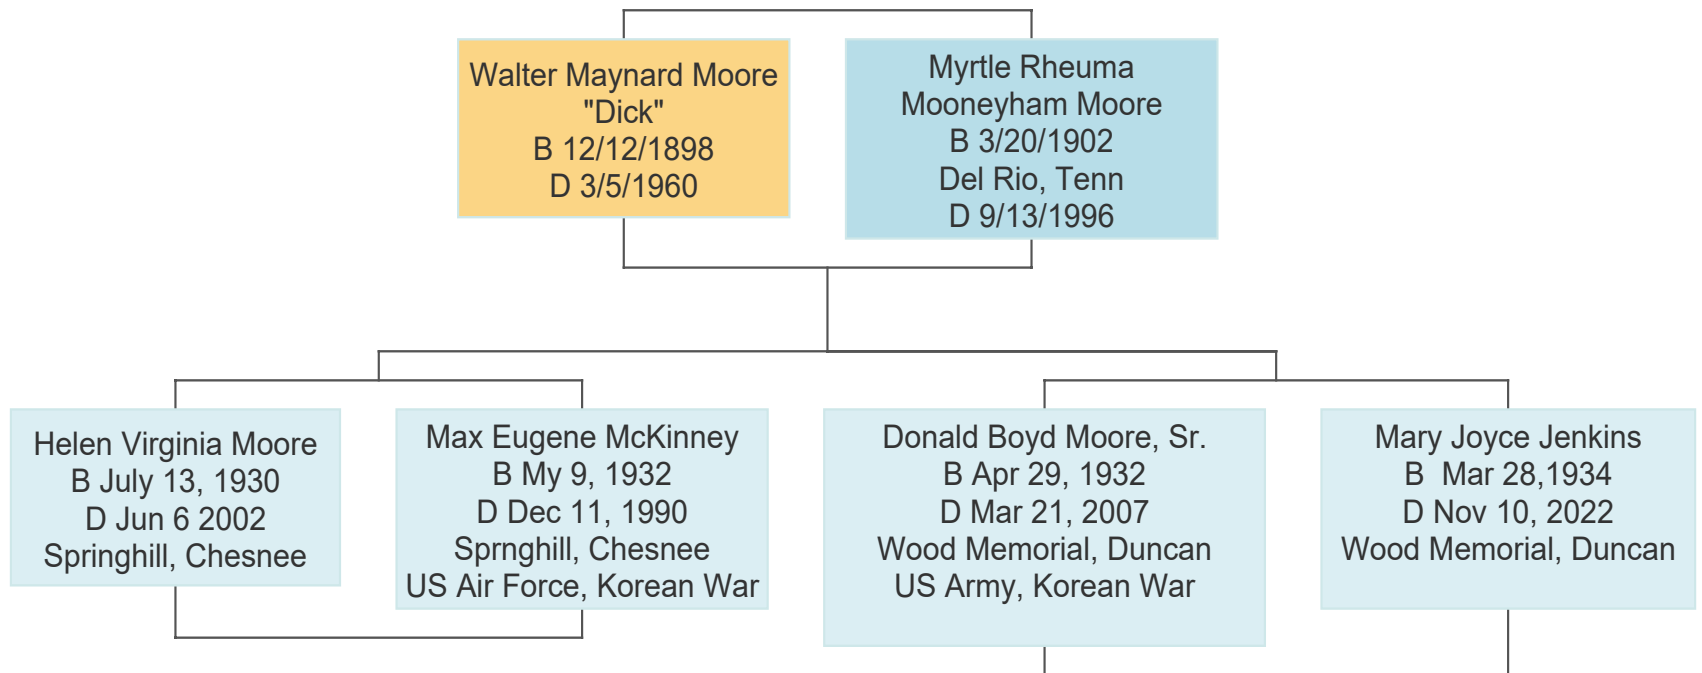 Walter Maynard Moore
"Dick"
B 12/12/1898
D 3/5/1960
Myrtle Rheuma
Mooneyham Moore
B 3/20/1902
Del Rio, Tenn
D 9/13/1996
Helen Virginia Moore
B July 13, 1930
D Jun 6 2002
Springhill, Chesnee
Max Eugene McKinney
B My 9, 1932
D Dec 11, 1990
Sprnghill, Chesnee
US Air Force, Korean War
Donald Boyd Moore, Sr.
B Apr 29, 1932
D Mar 21, 2007
Wood Memorial, Duncan
US Army, Korean War
Mary Joyce Jenkins
B  Mar 28,1934
D Nov 10, 2022
Wood Memorial, Duncan